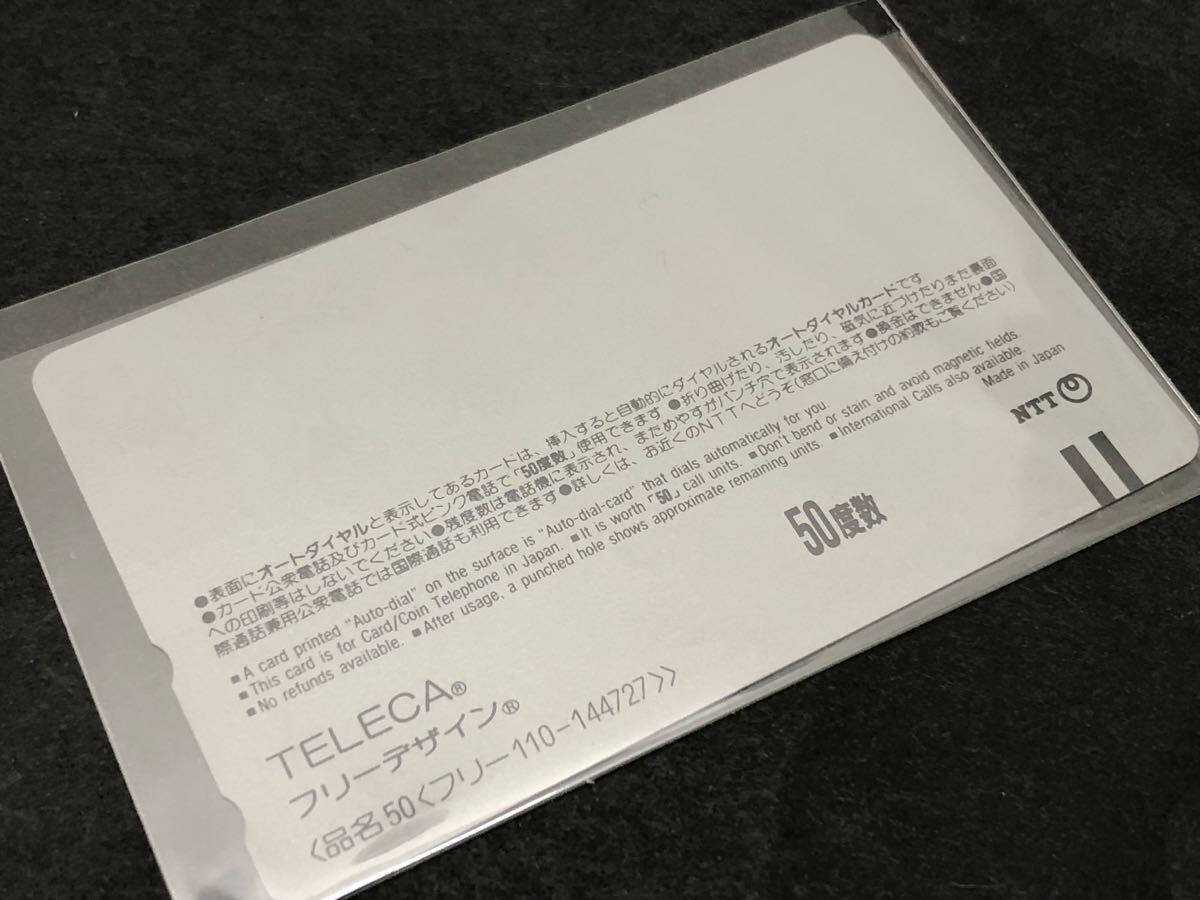 ●表面にオートダイヤルと表示してあるカードは、挿入すると自動的にダイヤルされるオートダイヤルカードです
●カード公衆電話及びカード式ピンク電話で「50度数」使用できます●折り曲げたり、汚したり、磁気に近づけたりまた裏面
への印刷等はしないでください●残度数は電話機に表示され、まためやすがパンチ穴で表示されます●換金はできません●国
際通話兼用公衆電話では国際通話も利用できます●詳しくは、お近くのNTTへどうぞ(窓口に備え付けの約款もご覧ください)
■A card printed "Auto-dial" on the surface is "Auto-dial-card" that dials automatically for you.
■This card is for Card/Coin Telephone in Japan. ■It is worth「50」call units. ■Don't bend or stain and avoid magnetic fields.
■No refunds available. ■After usage, a punched hole shows approximate remaining units ■International Calls also available.
Made in Japan
NTT
50度数
TELECA®
フリーデザイン®
〈品名50〈フリー110-144727〉〉